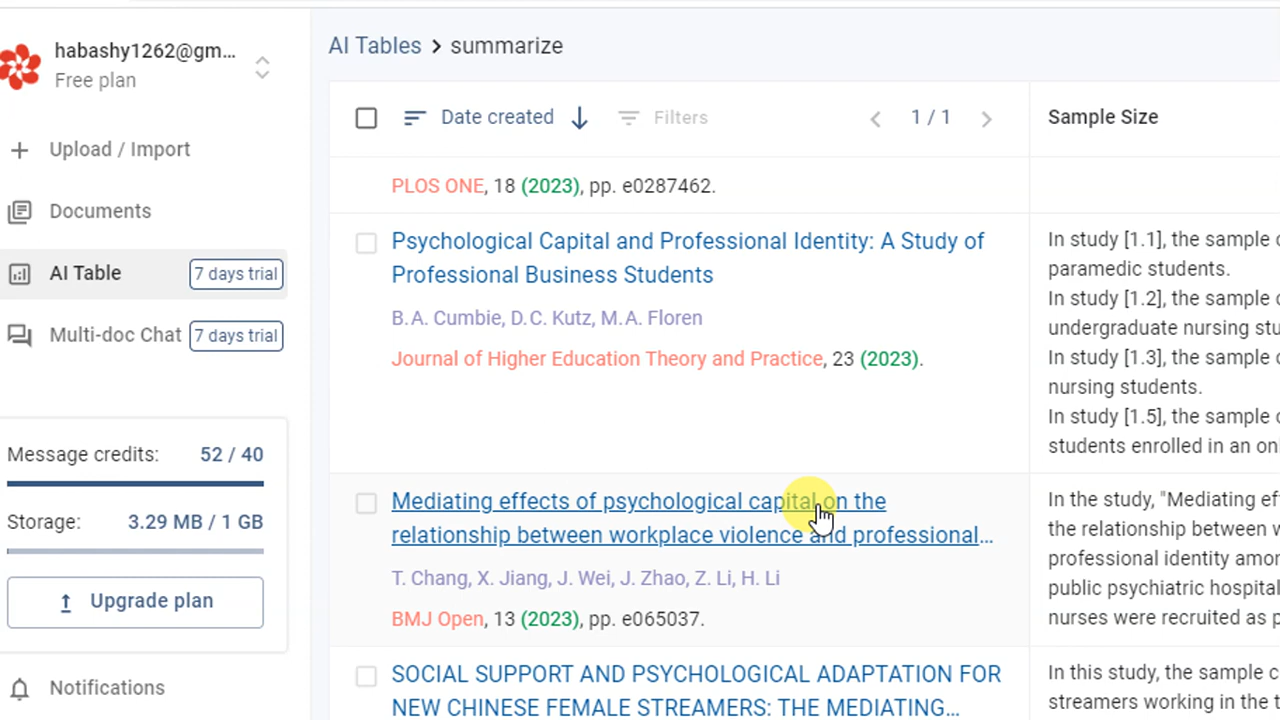 habashy1262@gm...
Free plan
Upload / Import
Documents
AI Table 7 days trial
Multi-doc Chat 7 days trial
Message credits: 52 / 40
Storage: 3.29 MB / 1 GB
Upgrade plan
Notifications
AI Tables > summarize
Date created Filters 1 / 1 Sample Size
PLOS ONE, 18 (2023), pp. e0287462.
Psychological Capital and Professional Identity: A Study of
Professional Business Students
B.A. Cumbie, D.C. Kutz, M.A. Floren
Journal of Higher Education Theory and Practice, 23 (2023).
In study [1.1], the sample
paramedic students.
In study [1.2], the sample
undergraduate nursing
In study [1.3], the sample
nursing students.
In study [1.5], the sample
students enrolled in an
Mediating effects of psychological capital on the
relationship between workplace violence and professional...
T. Chang, X. Jiang, J. Wei, J. Zhao, Z. Li, H. Li
BMJ Open, 13 (2023), pp. e065037.
In the study, "Mediating
the relationship between
professional identity
public psychiatric
nurses were recruited as
SOCIAL SUPPORT AND PSYCHOLOGICAL ADAPTATION FOR
NEW CHINESE FEMALE STREAMERS: THE MEDIATING...
In this study, the sample
streamers working in the